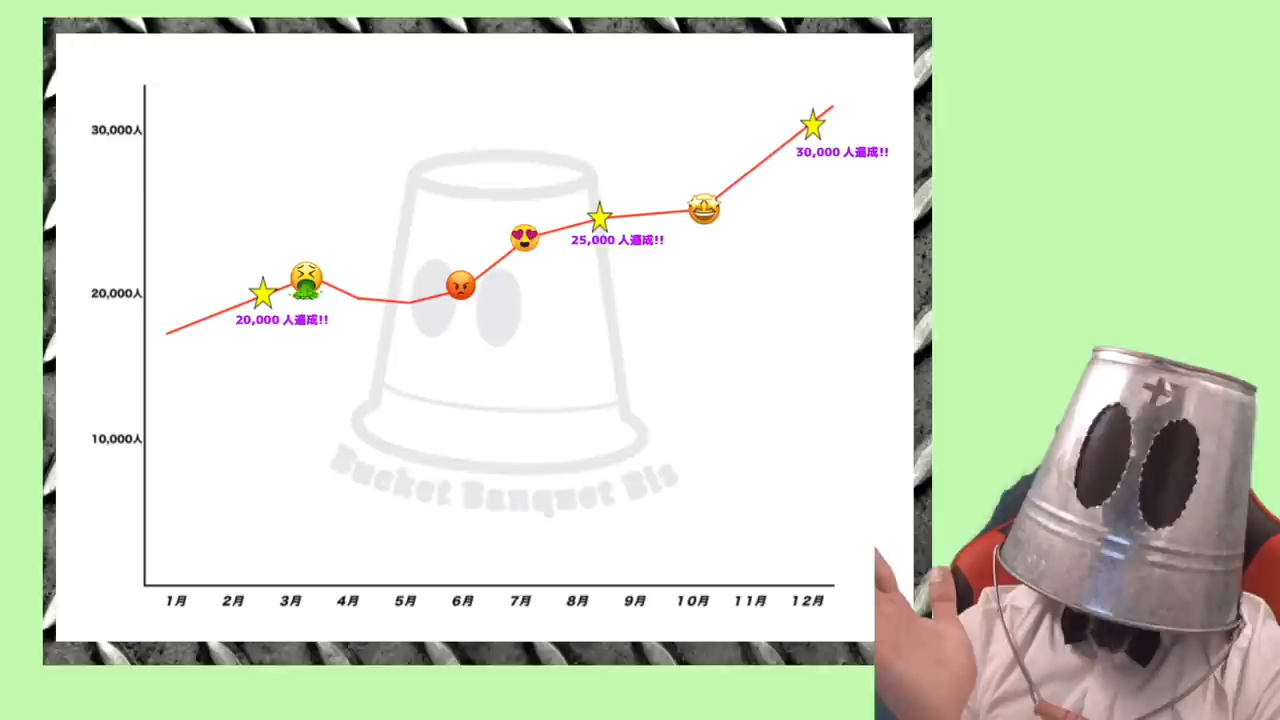 30,000人
30,000 人達成!!
25,000 人達成!!
20,000人
20,000 人達成!!
10,000人
Bucket Banquet Bis
1月 2月 3月 4月 5月 6月 7月 8月 9月 10月 11月 12月